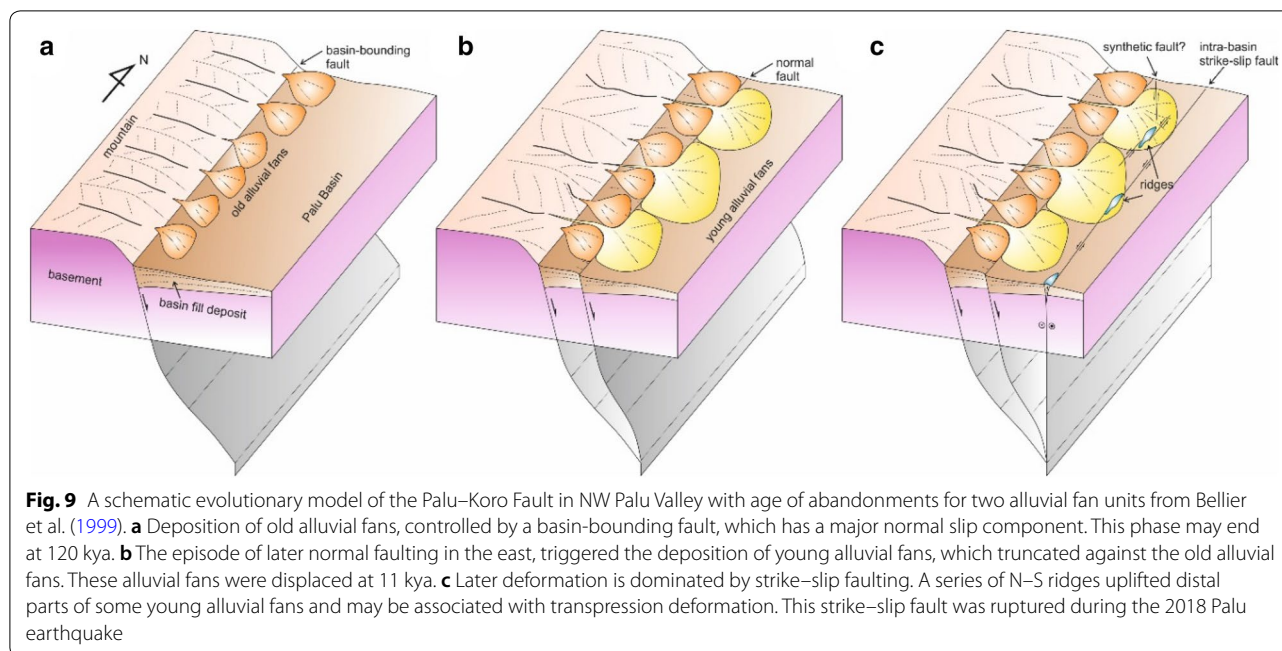 a
N
basin-bounding
fault
mountain
old alluvial fans
Palu Basin
basement
basin fill deposit
b
normal
fault
young alluvial fans
c
synthetic fault?
intra-basin
strike-slip fault
ridges
Fig. 9 A schematic evolutionary model of the Palu–Koro Fault in NW Palu Valley with age of abandonments for two alluvial fan units from Bellier
et al. (1999). a Deposition of old alluvial fans, controlled by a basin-bounding fault, which has a major normal slip component. This phase may end
at 120 kya. b The episode of later normal faulting in the east, triggered the deposition of young alluvial fans, which truncated against the old alluvial
fans. These alluvial fans were displaced at 11 kya. c Later deformation is dominated by strike–slip faulting. A series of N–S ridges uplifted distal
parts of some young alluvial fans and may be associated with transpression deformation. This strike–slip fault was ruptured during the 2018 Palu
earthquake